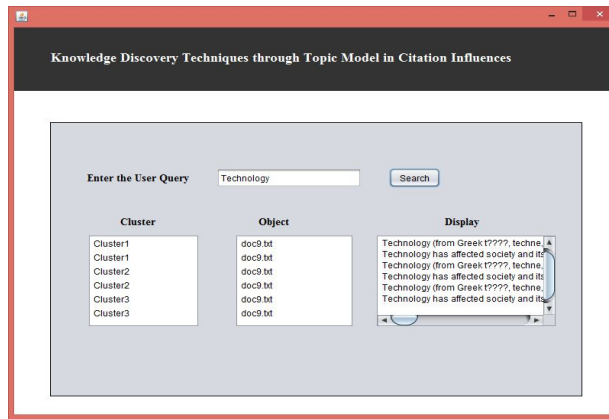 Knowledge Discovery Techniques through Topic Model in Citation Influences
Enter the User Query Technology Search
Cluster Object Display
Cluster1 doc9.txt Technology (from Greek t????, techne,
Cluster1 doc9.txt Technology has affected society and its
Cluster2 doc9.txt Technology (from Greek t????, techne,
Cluster2 doc9.txt Technology has affected society and its
Cluster3 doc9.txt Technology (from Greek t????, techne,
Cluster3 doc9.txt Technology has affected society and its